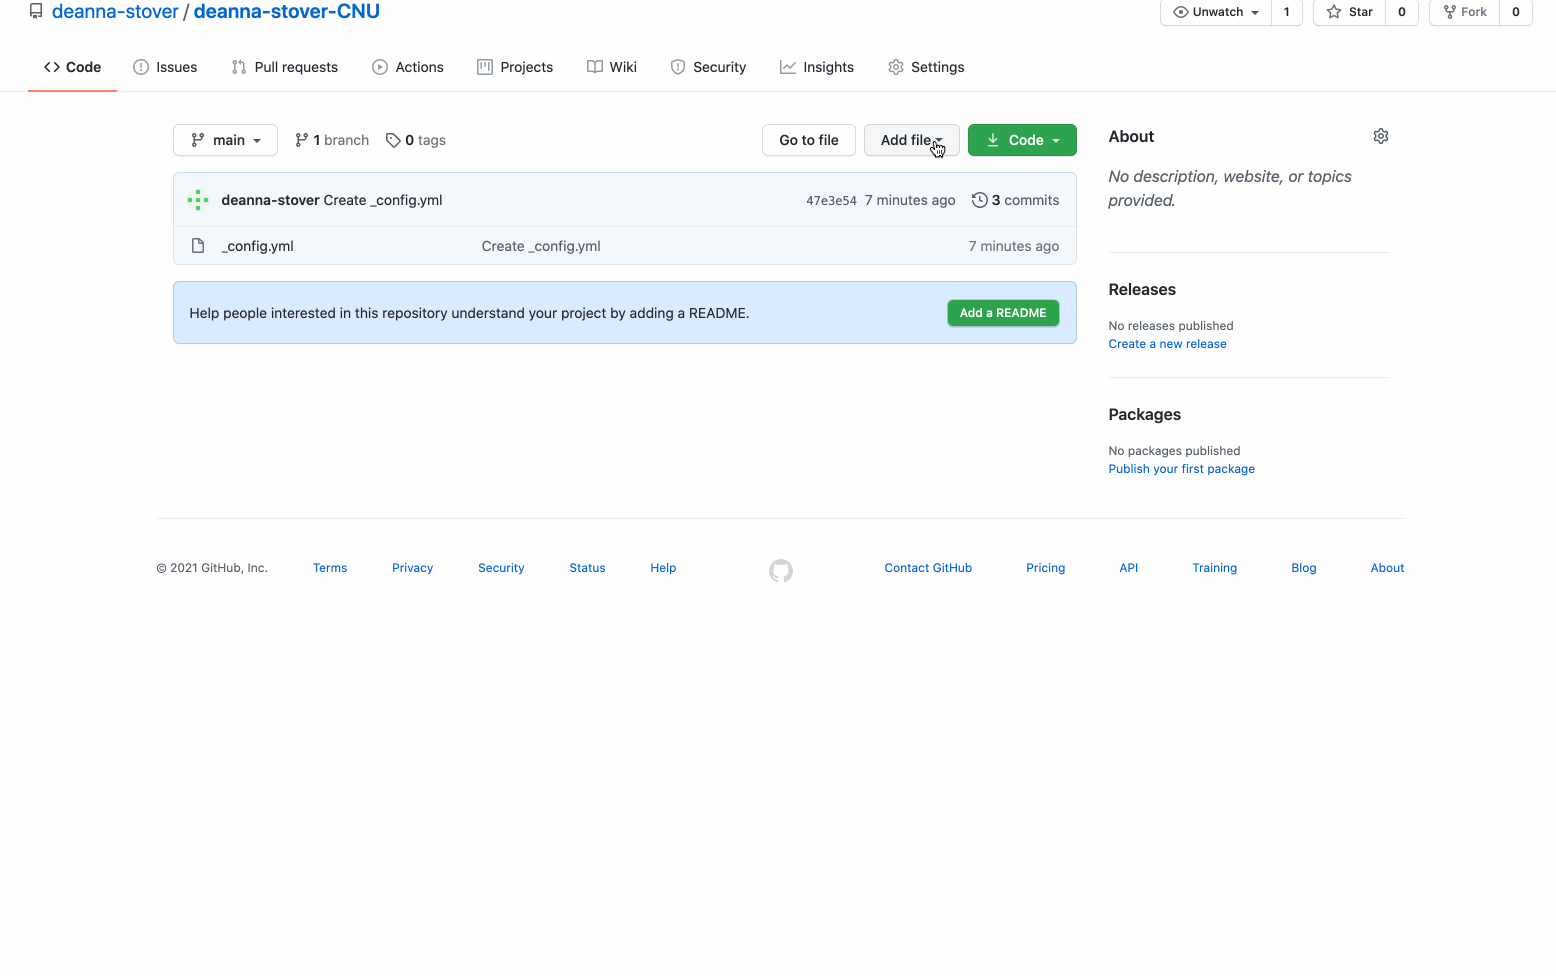 deanna-stover / deanna-stover-CNU
Unwatch 1 Star 0 Fork 0
Code Issues Pull requests Actions Projects Wiki Security Insights Settings
main 1 branch 0 tags Go to file Add file Code
deanna-stover Create _config.yml 47e3e54 7 minutes ago 3 commits
_config.yml Create _config.yml 7 minutes ago
Help people interested in this repository understand your project by adding a README. Add a README
About
No description, website, or topics
provided.
Releases
No releases published
Create a new release
Packages
No packages published
Publish your first package
© 2021 GitHub, Inc. Terms Privacy Security Status Help Contact GitHub Pricing API Training Blog About